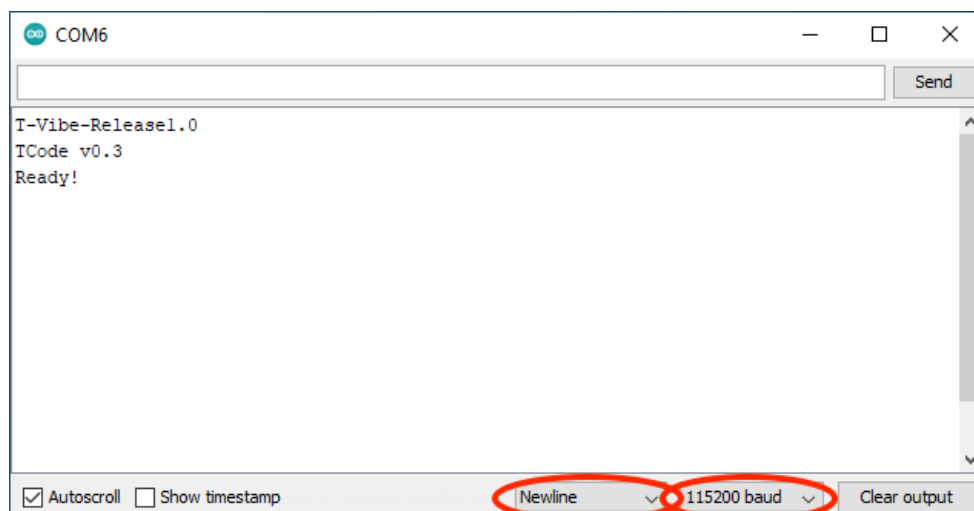 COM6
Send
T-Vibe-Release1.0
TCode v0.3
Ready!
Autoscroll Show timestamp Newline 115200 baud Clear output